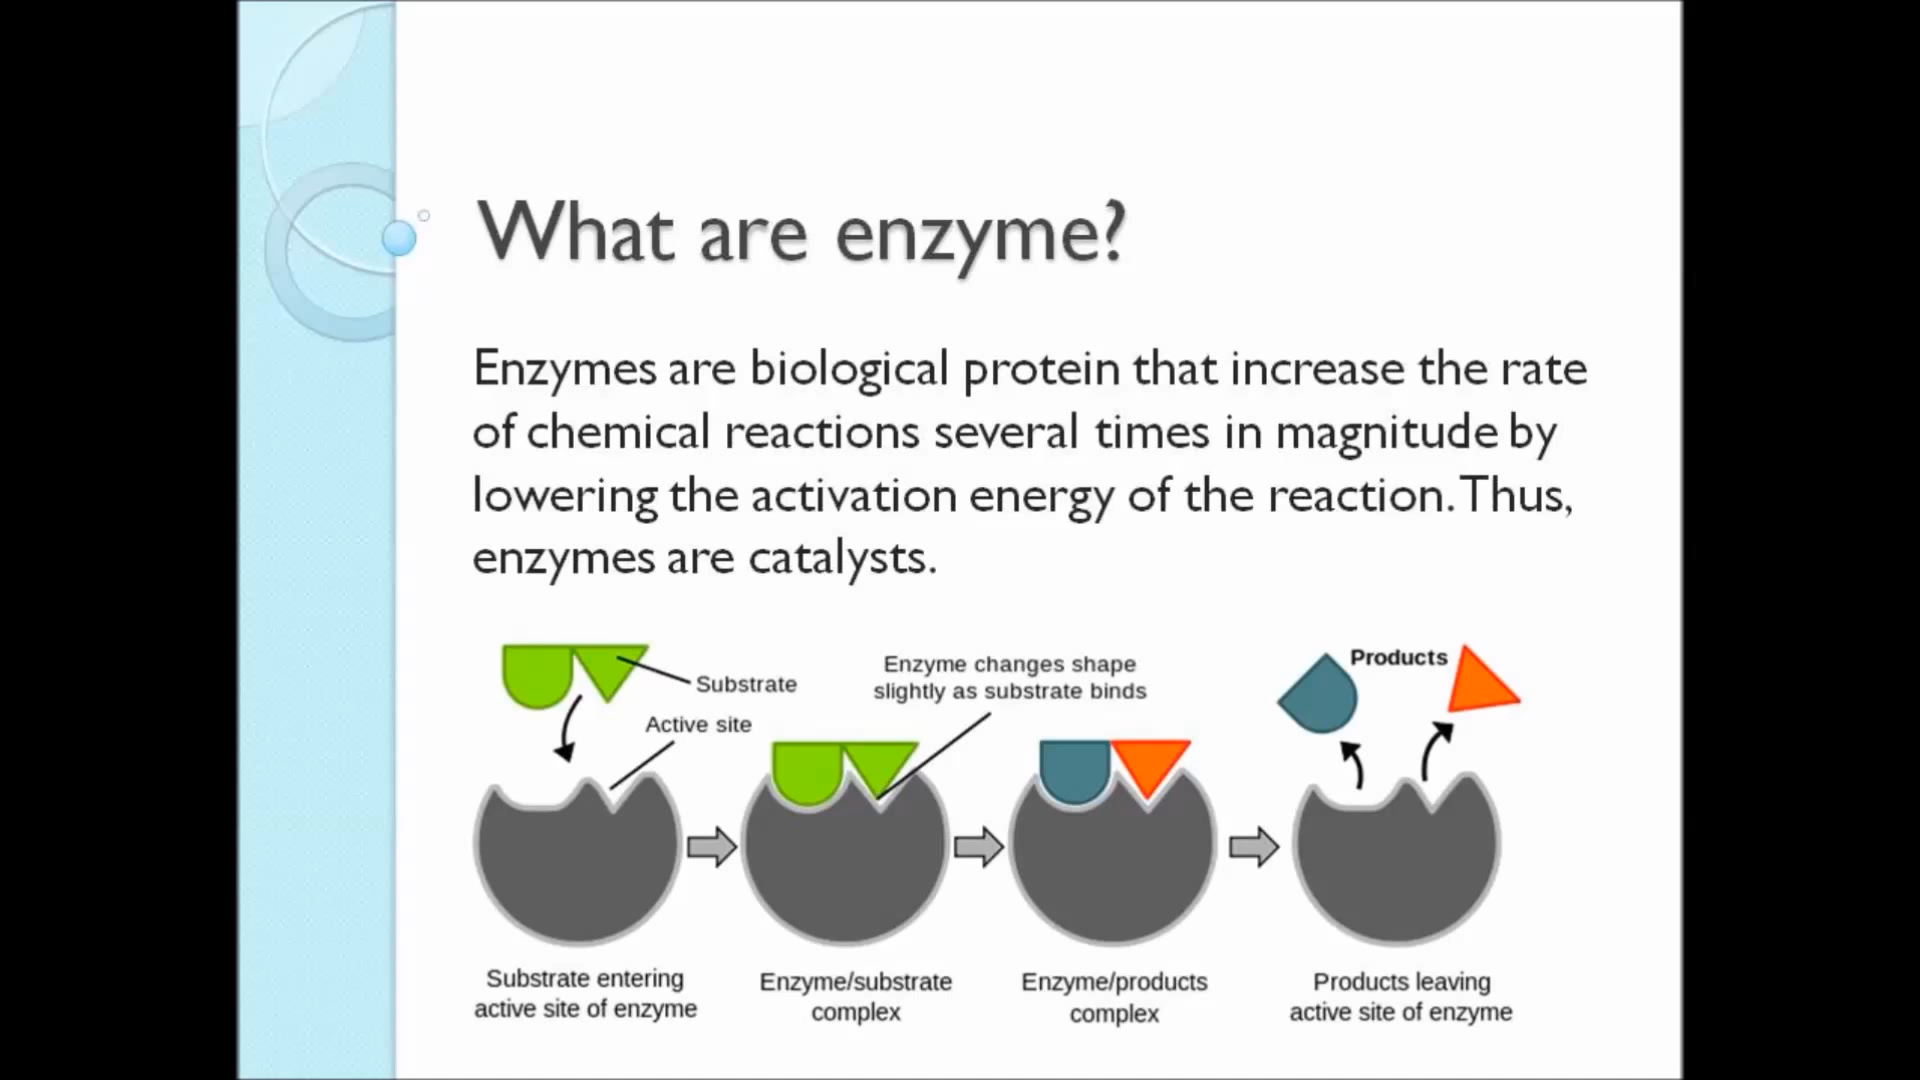 What are enzyme?
Enzymes are biological protein that increase the rate
of chemical reactions several times in magnitude by
lowering the activation energy of the reaction. Thus,
enzymes are catalysts.
Substrate
Active site
Enzyme changes shape
slightly as substrate binds
Products
Substrate entering
active site of enzyme
Enzyme/substrate
complex
Enzyme/products
complex
Products leaving
active site of enzyme